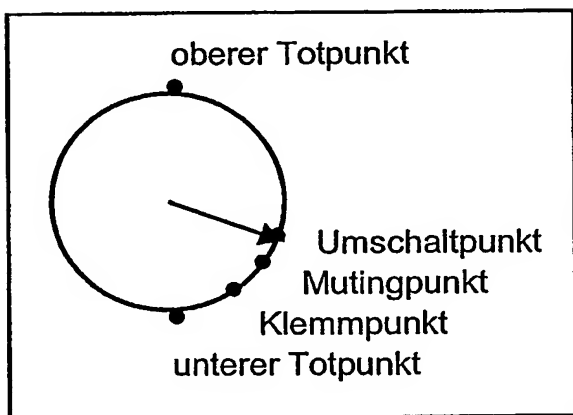 oberer Totpunkt
Umschaltpunkt
Mutingpunkt
Klemmpunkt
unterer Totpunkt